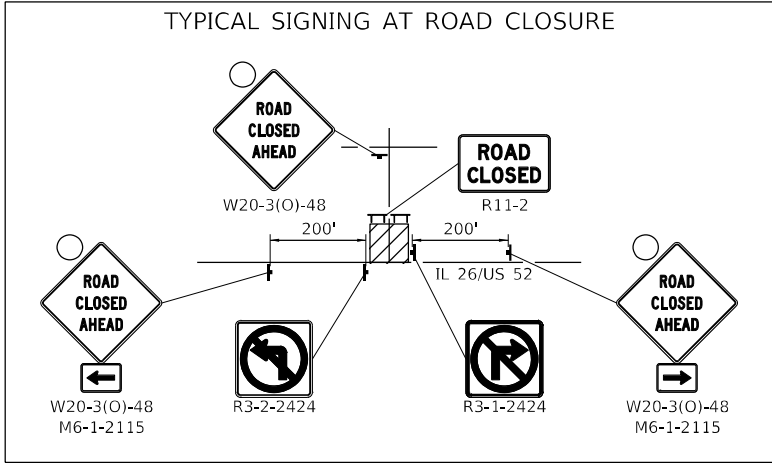 TYPICAL SIGNING AT ROAD CLOSURE
ROAD
CLOSED
AHEAD
W20-3(O)-48
ROAD
CLOSED
R11-2
200'
200'
IL 26/US 52
ROAD
CLOSED
AHEAD
W20-3(O)-48
M6-1-2115
R3-2-2424
R3-1-2424
ROAD
CLOSED
AHEAD
W20-3(O)-48
M6-1-2115